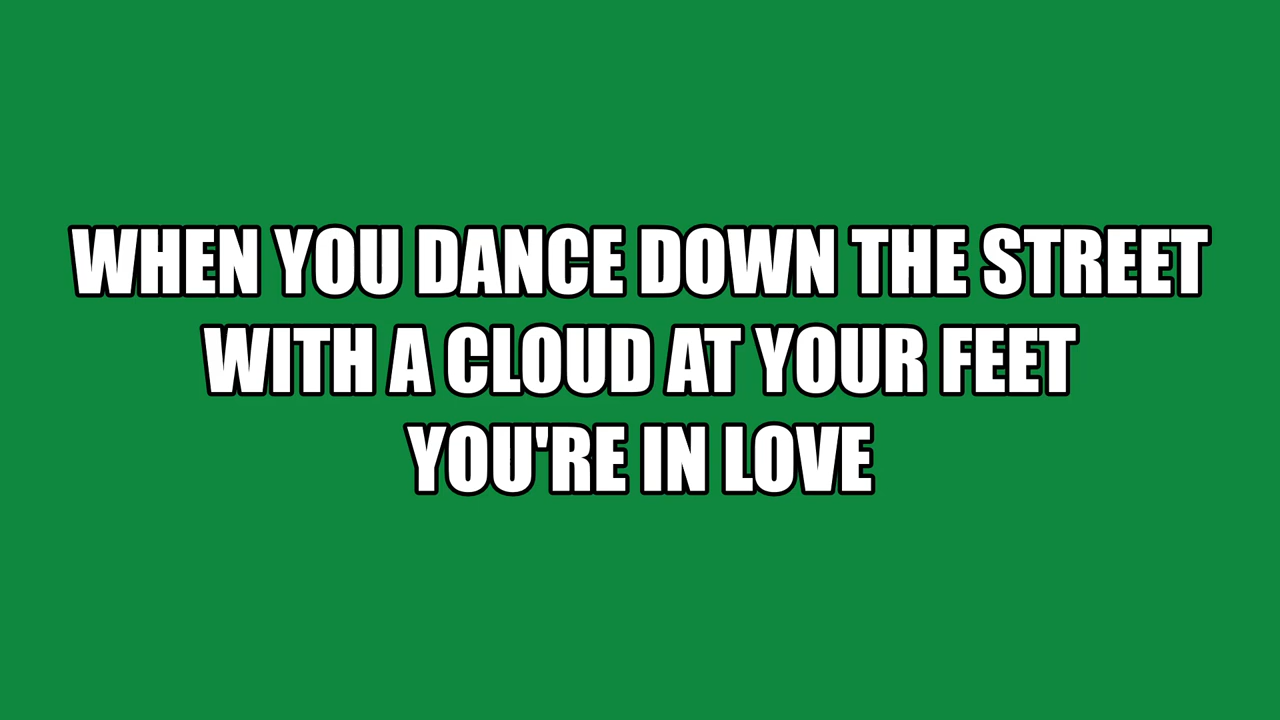 WHEN YOU DANCE DOWN THE STREET
WITH A CLOUD AT YOUR FEET
YOU'RE IN LOVE